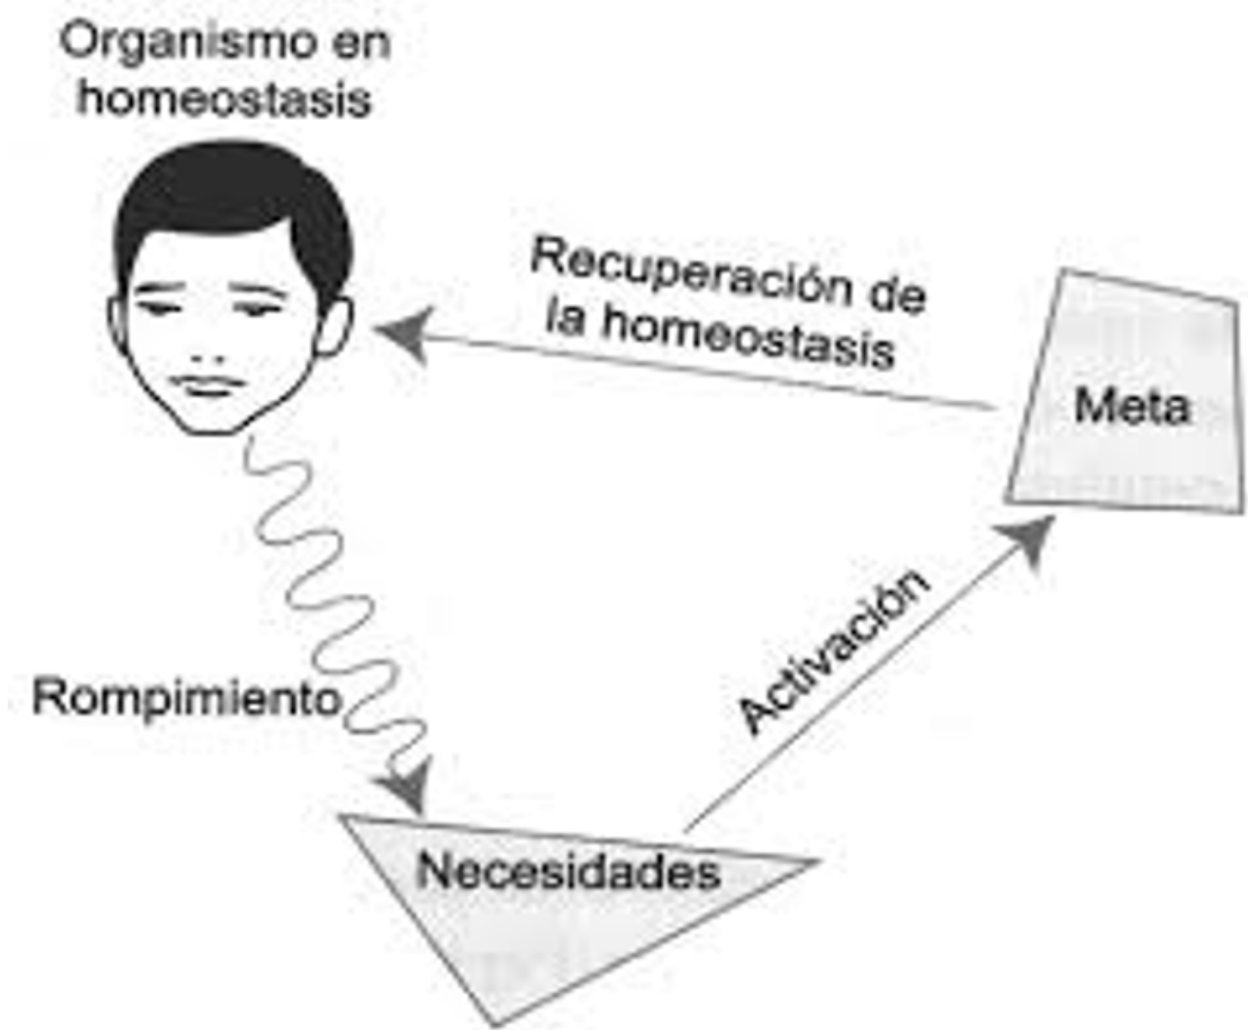 Organismo en
homeostasis
Recuperación de
la homeostasis
Meta
Activación
Rompimiento
Necesidades